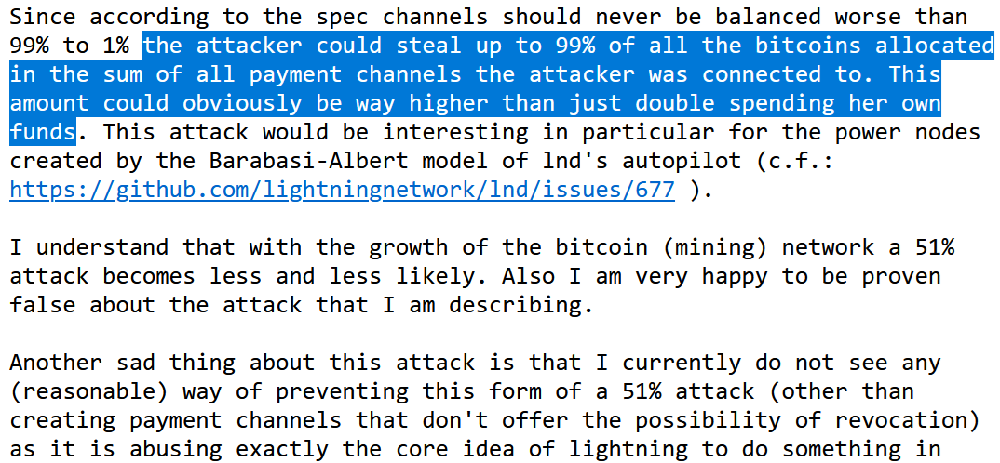 Since according to the spec channels should never be balanced worse than
99% to 1% the attacker could steal up to 99% of all the bitcoins allocated
in the sum of all payment channels the attacker was connected to. This
amount could obviously be way higher than just double spending her own
funds. This attack would be interesting in particular for the power nodes
created by the Barabasi-Albert model of lnd's autopilot (c.f.:
https://github.com/lightningnetwork/lnd/issues/677 ).
I understand that with the growth of the bitcoin (mining) network a 51%
attack becomes less and less likely. Also I am very happy to be proven
false about the attack that I am describing.
Another sad thing about this attack is that I currently do not see any
(reasonable) way of preventing this form of a 51% attack (other than
creating payment channels that don't offer the possibility of revocation)
as it is abusing exactly the core idea of lightning to do something in